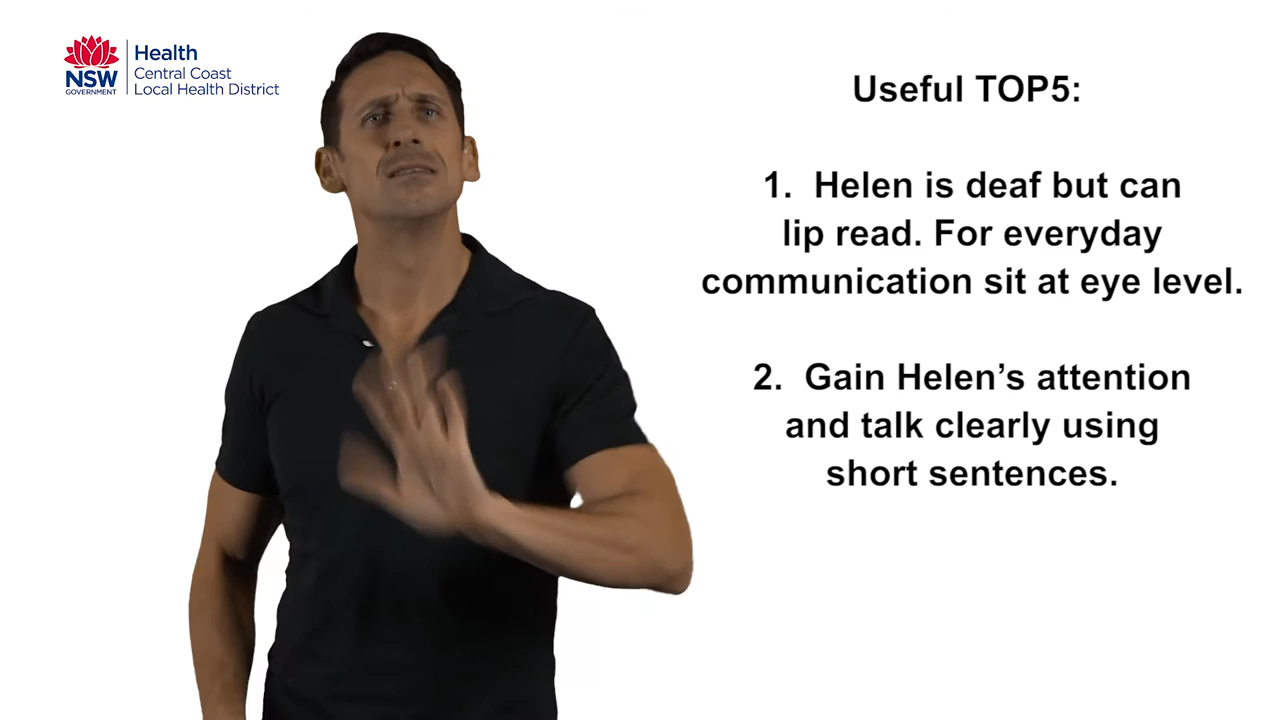 NSW
GOVERNMENT
Health
Central Coast
Local Health District
Useful TOP5:
1. Helen is deaf but can
lip read. For everyday
communication sit at eye level.
2. Gain Helen’s attention
and talk clearly using
short sentences.